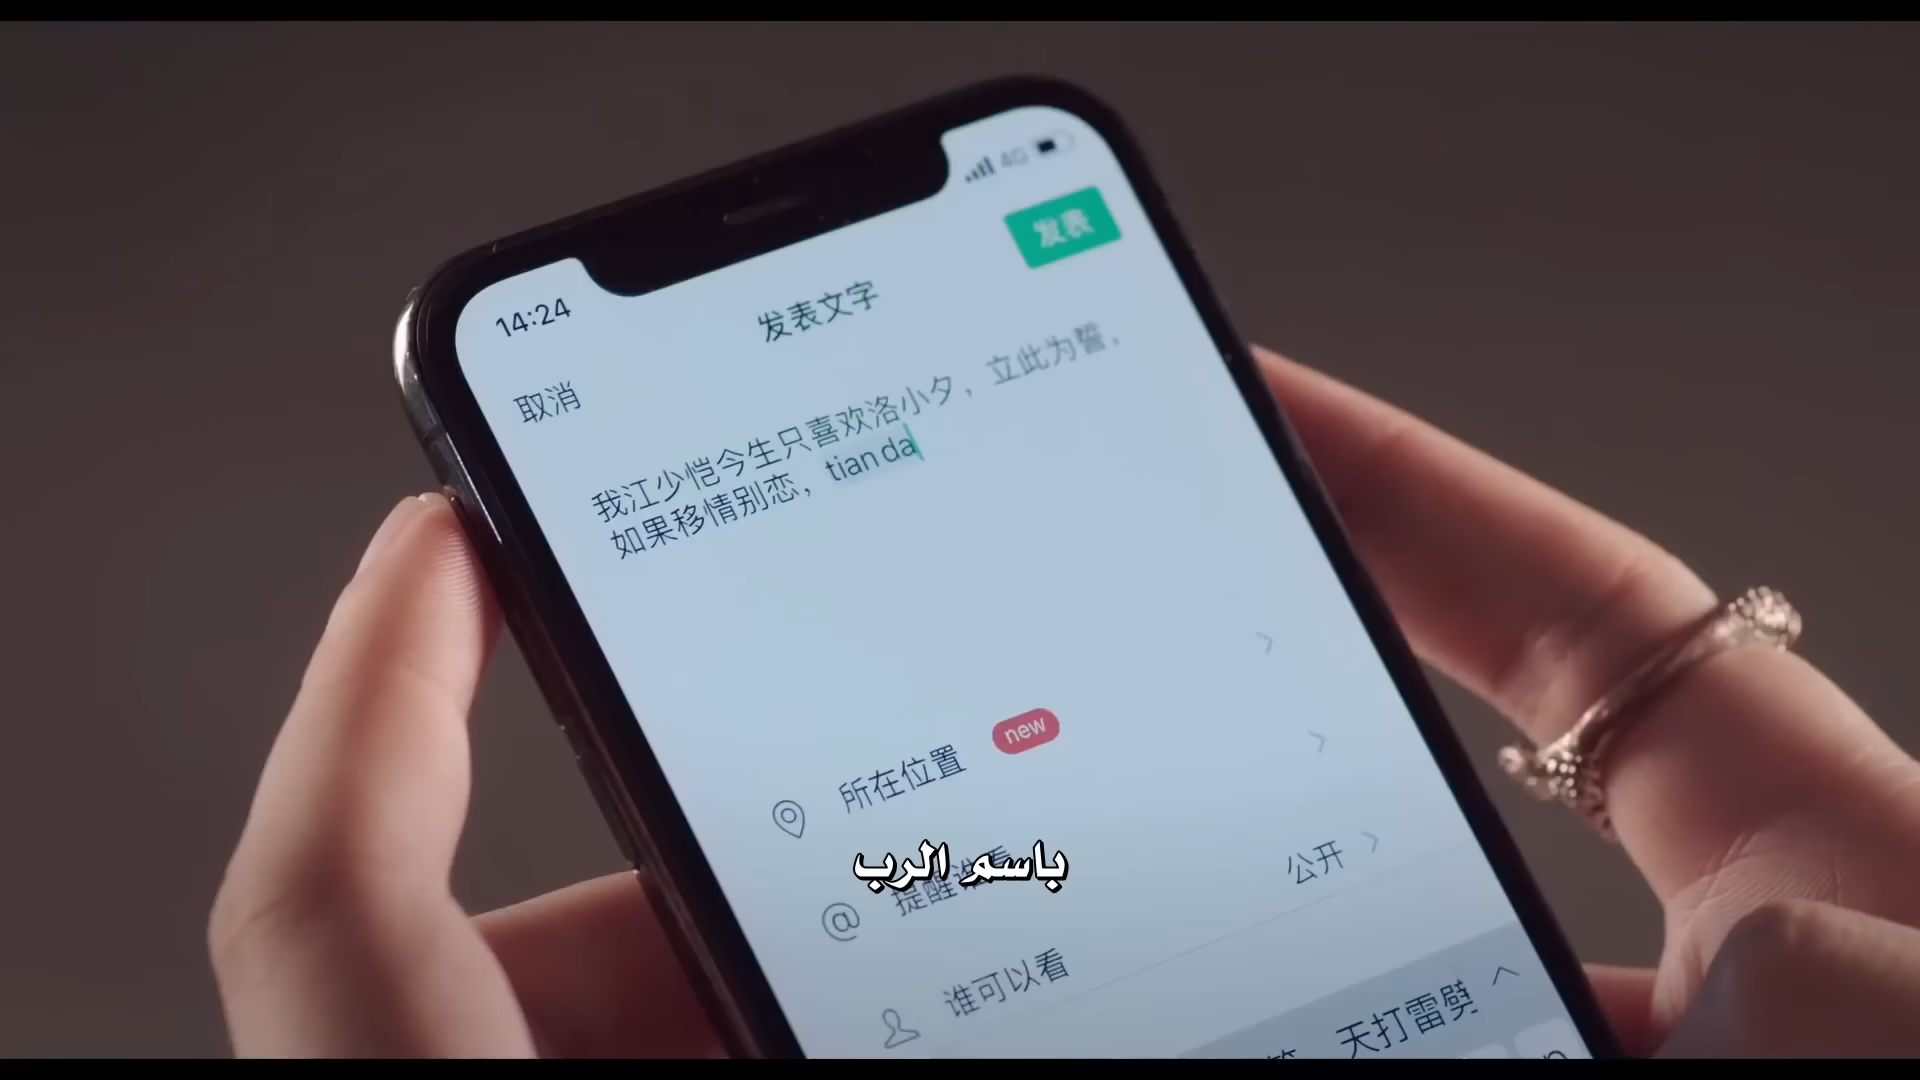 14:24
4G
发表
发表文字
取消
我江少恺今生只喜欢洛小夕，立此为誓，
如果移情别恋，tian da
所在位置
new
@
提醒谁看
باسم الرب
谁可以看
公开
天打雷劈